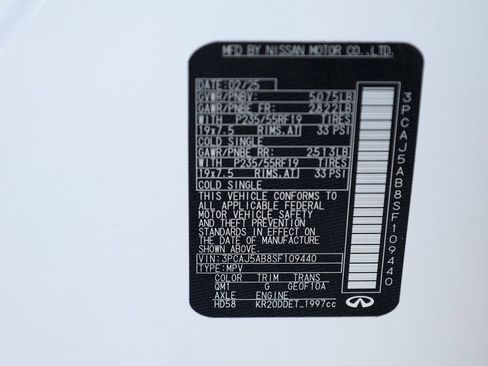 MFD BY NISSAN MOTOR CO., LTD.
DATE: 02/25
GVWR/PNBV: 5,075LB
GAWR/PNBE FR: 2822LB
WITH P235/55RF19 TIRES
19x7.5 RIMS.AT 33 PSI
COLD SINGLE
GAWR/PNBE RR: 2513LB
WITH P235/55RF19 TIRES
19x7.5 RIMS.AT 33 PSI
COLD SINGLE
THIS VEHICLE CONFORMS TO
ALL APPLICABLE FEDERAL
MOTOR VEHICLE SAFETY
AND THEFT PREVENTION
STANDARDS IN EFFECT
ON THE DATE OF MANUFACTURE
SHOWN ABOVE.
VIN: 3PCAJ5AB8SF109440
TYPE: MPV
COLOR TRIM TRANS
QM1 G GE0F10A
AXLE ENGINE
HD58 KR20DDET_1997cc
3PCAJ5AB8SF109440